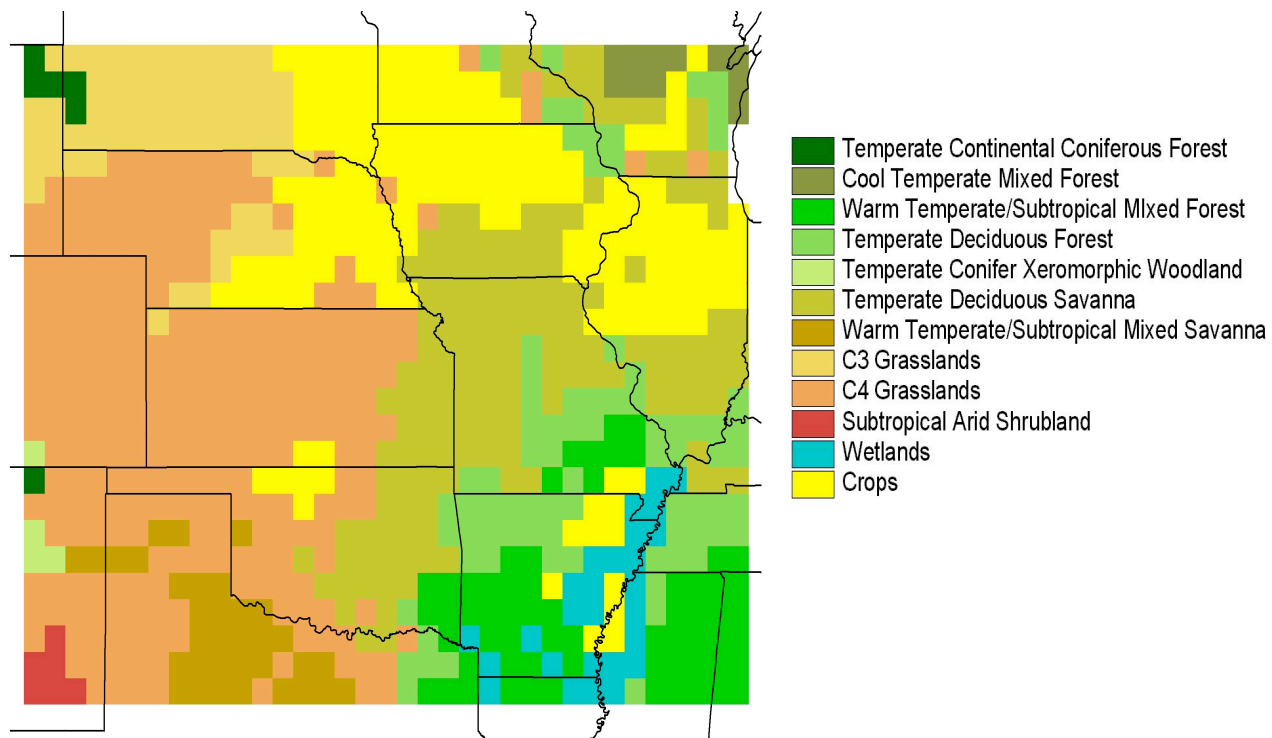 Temperate Continental Coniferous Forest
Cool Temperate Mixed Forest
Warm Temperate/Subtropical MIxed Forest
Temperate Deciduous Forest
Temperate Conifer Xeromorphic Woodland
Temperate Deciduous Savanna
Warm Temperate/Subtropical Mixed Savanna
C3 Grasslands
C4 Grasslands
Subtropical Arid Shrubland
Wetlands
Crops